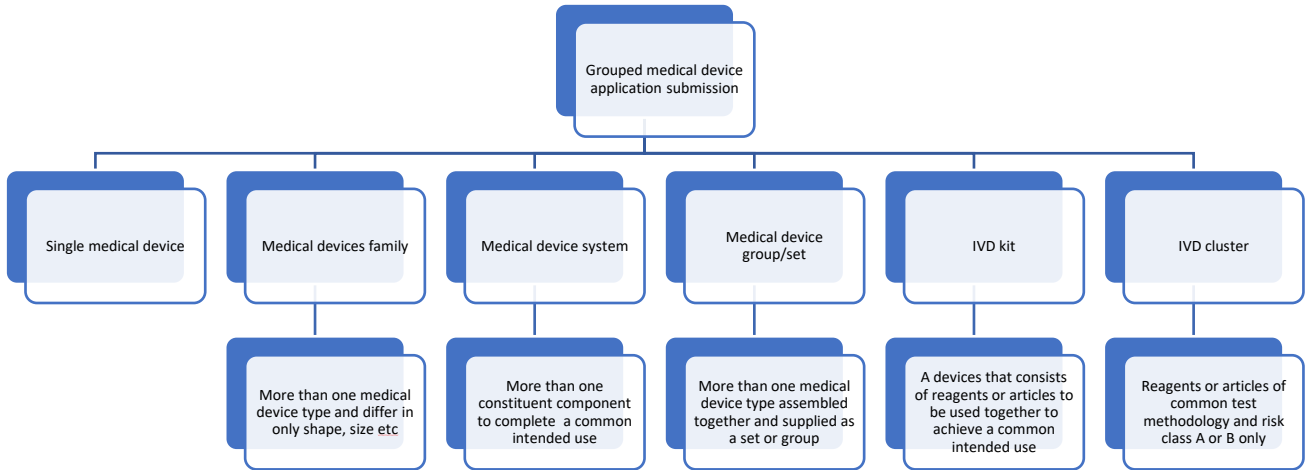 Grouped medical device
application submission
Single medical device
Medical devices family
Medical device system
Medical device
group/set
IVD kit
IVD cluster
More than one medical
device type and differ in
only shape, size etc
More than one
constituent component
to complete a common
intended use
More than one medical
device type assembled
together and supplied as
a set or group
A devices that consists
of reagents or articles to
be used together to
achieve a common
intended use
Reagents or articles of
common test
methodology and risk
class A or B only